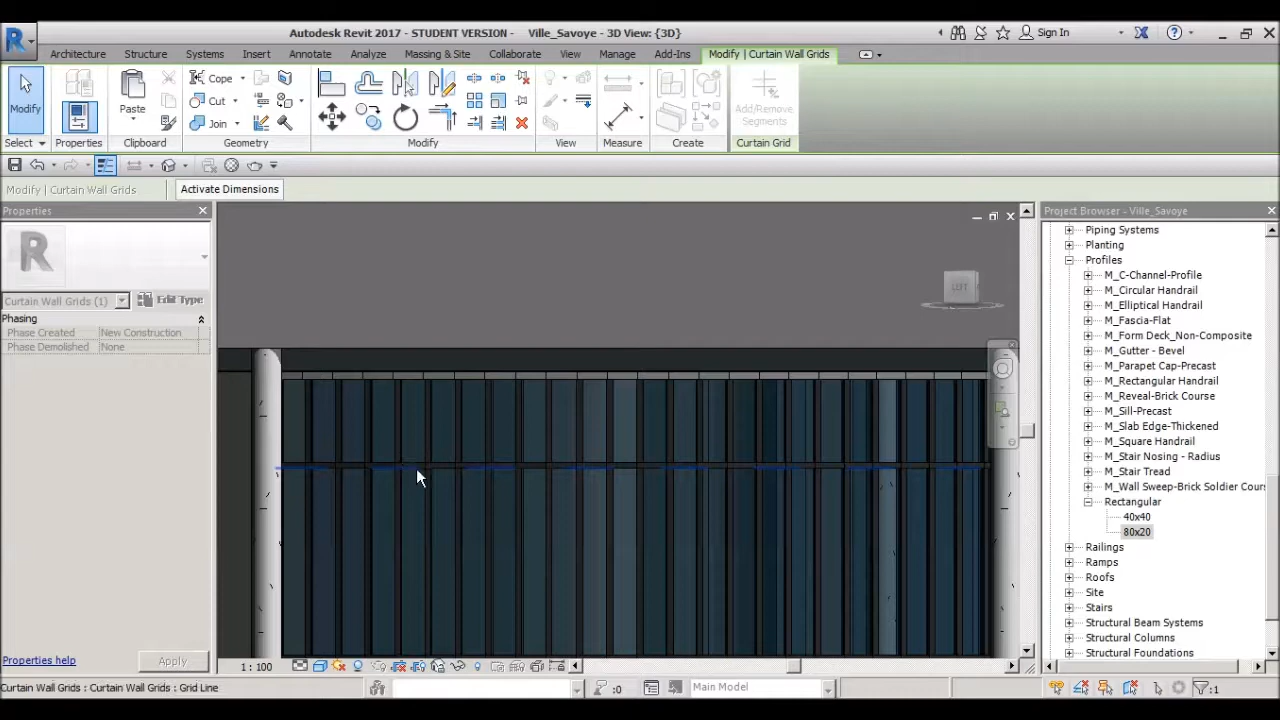 Autodesk Revit 2017 - STUDENT VERSION - Ville_Savoye - 3D View: {3D}
Sign In
Architecture Structure Systems Insert Annotate Analyze Massing & Site Collaborate View Manage Add-Ins Modify | Curtain Wall Grids
Modify
Paste
Cope
Cut
Join
Add/Remove
Segments
Select Properties Clipboard Geometry Modify View Measure Create Curtain Grid
Modify | Curtain Wall Grids Activate Dimensions
Properties
R
Curtain Wall Grids (1) Edit Type
Phasing
Phase Created New Construction
Phase Demolished None
Properties help Apply
LEFT
1 : 100
Project Browser - Ville_Savoye
Piping Systems
Planting
Profiles
M_C-Channel-Profile
M_Circular Handrail
M_Elliptical Handrail
M_Fascia-Flat
M_Form Deck_Non-Composite
M_Gutter - Bevel
M_Parapet Cap-Precast
M_Rectangular Handrail
M_Reveal-Brick Course
M_Sill-Precast
M_Slab Edge-Thickened
M_Square Handrail
M_Stair Nosing - Radius
M_Stair Tread
M_Wall Sweep-Brick Soldier Cour
Rectangular
40x40
80x20
Railings
Ramps
Roofs
Site
Stairs
Structural Beam Systems
Structural Columns
Structural Foundations
Curtain Wall Grids : Curtain Wall Grids : Grid Line
:0
Main Model
:1